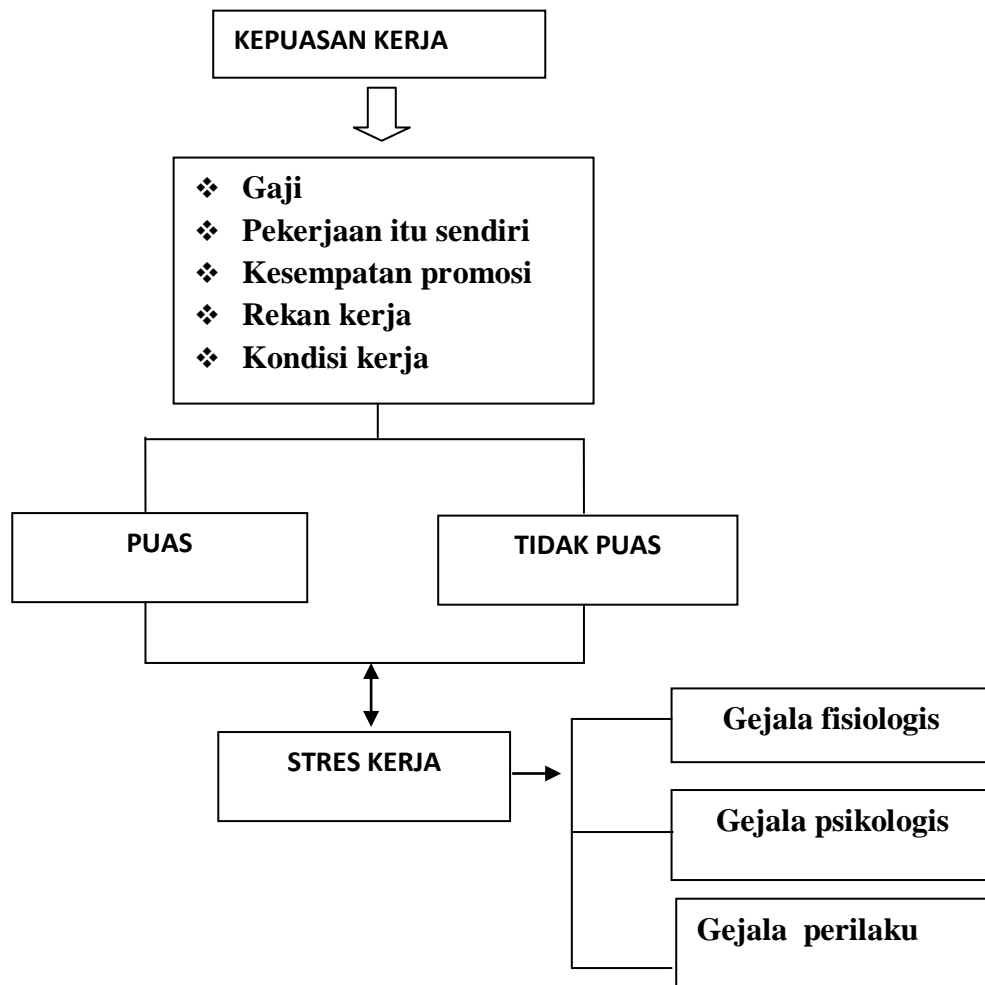 KEPUASAN KERJA
❖ Gaji
❖ Pekerjaan itu sendiri
❖ Kesempatan promosi
❖ Rekan kerja
❖ Kondisi kerja
PUAS
TIDAK PUAS
STRES KERJA
Gejala fisiologis
Gejala psikologis
Gejala perilaku